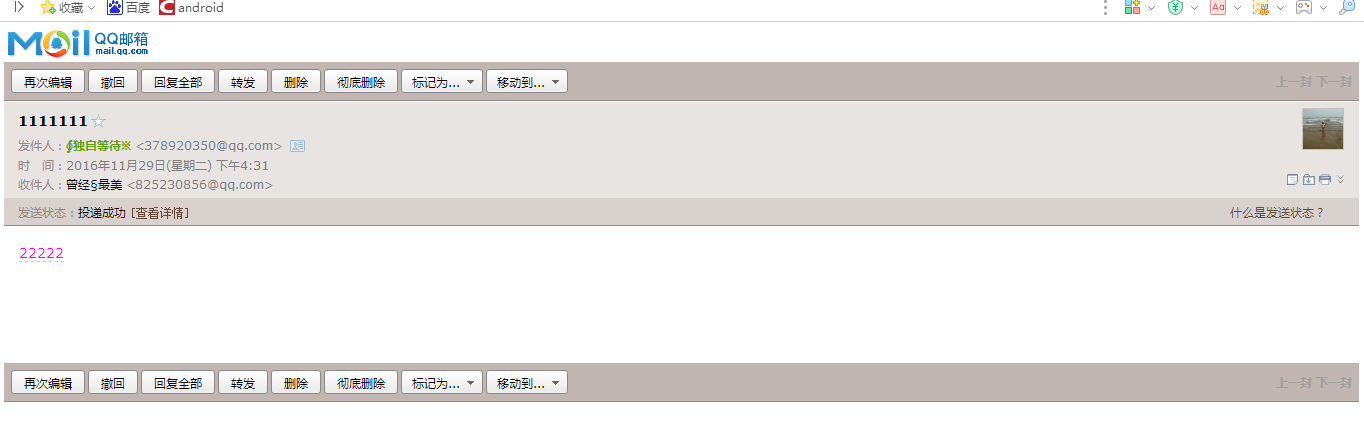 收藏 百度 android
Mail QQ邮箱
mail.qq.com
再次编辑 撤回 回复全部 转发 删除 彻底删除 标记为... 移动到... 上一封 下一封
1111111
发件人：∮独自等待※ <378920350@qq.com>
时 间：2016年11月29日(星期二) 下午4:31
收件人：曾经§最美 <825230856@qq.com>
发送状态：投递成功 [查看详情] 什么是发送状态？
22222
再次编辑 撤回 回复全部 转发 删除 彻底删除 标记为... 移动到... 上一封 下一封